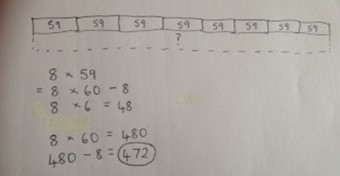 59 59 59 59 59 59 59 59
?
8 × 59
= 8 × 60 - 8
8 × 6 = 48
8 × 60 = 480
480 - 8 = 472